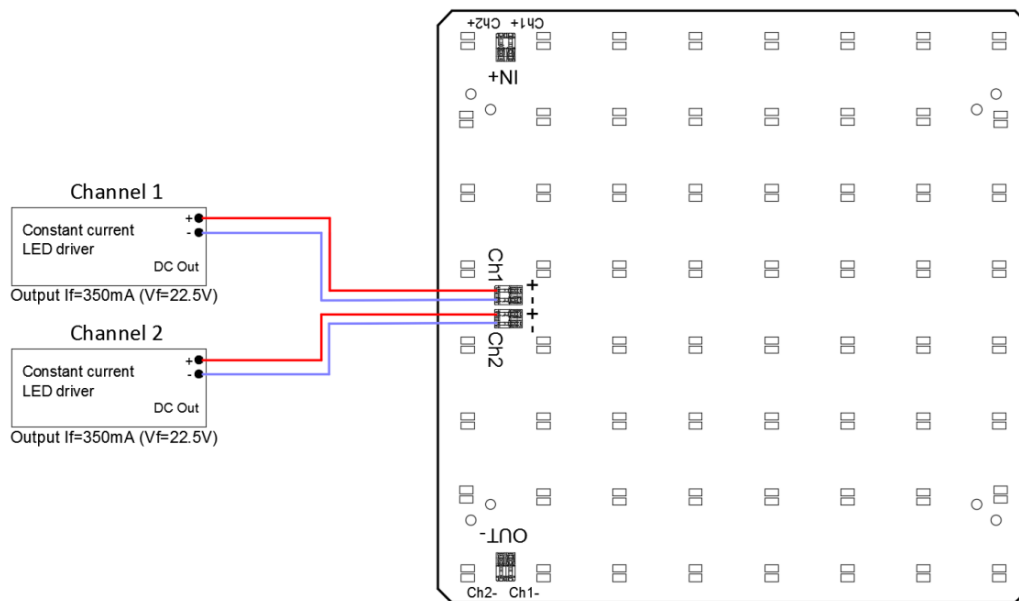 Ch2+ Ch1+
IN+
Channel 1
Constant current
LED driver
+
-
DC Out
Output If=350mA (Vf=22.5V)
Ch1
+
-
+
-
Ch2
Channel 2
Constant current
LED driver
+
-
DC Out
Output If=350mA (Vf=22.5V)
OUT-
Ch2- Ch1-